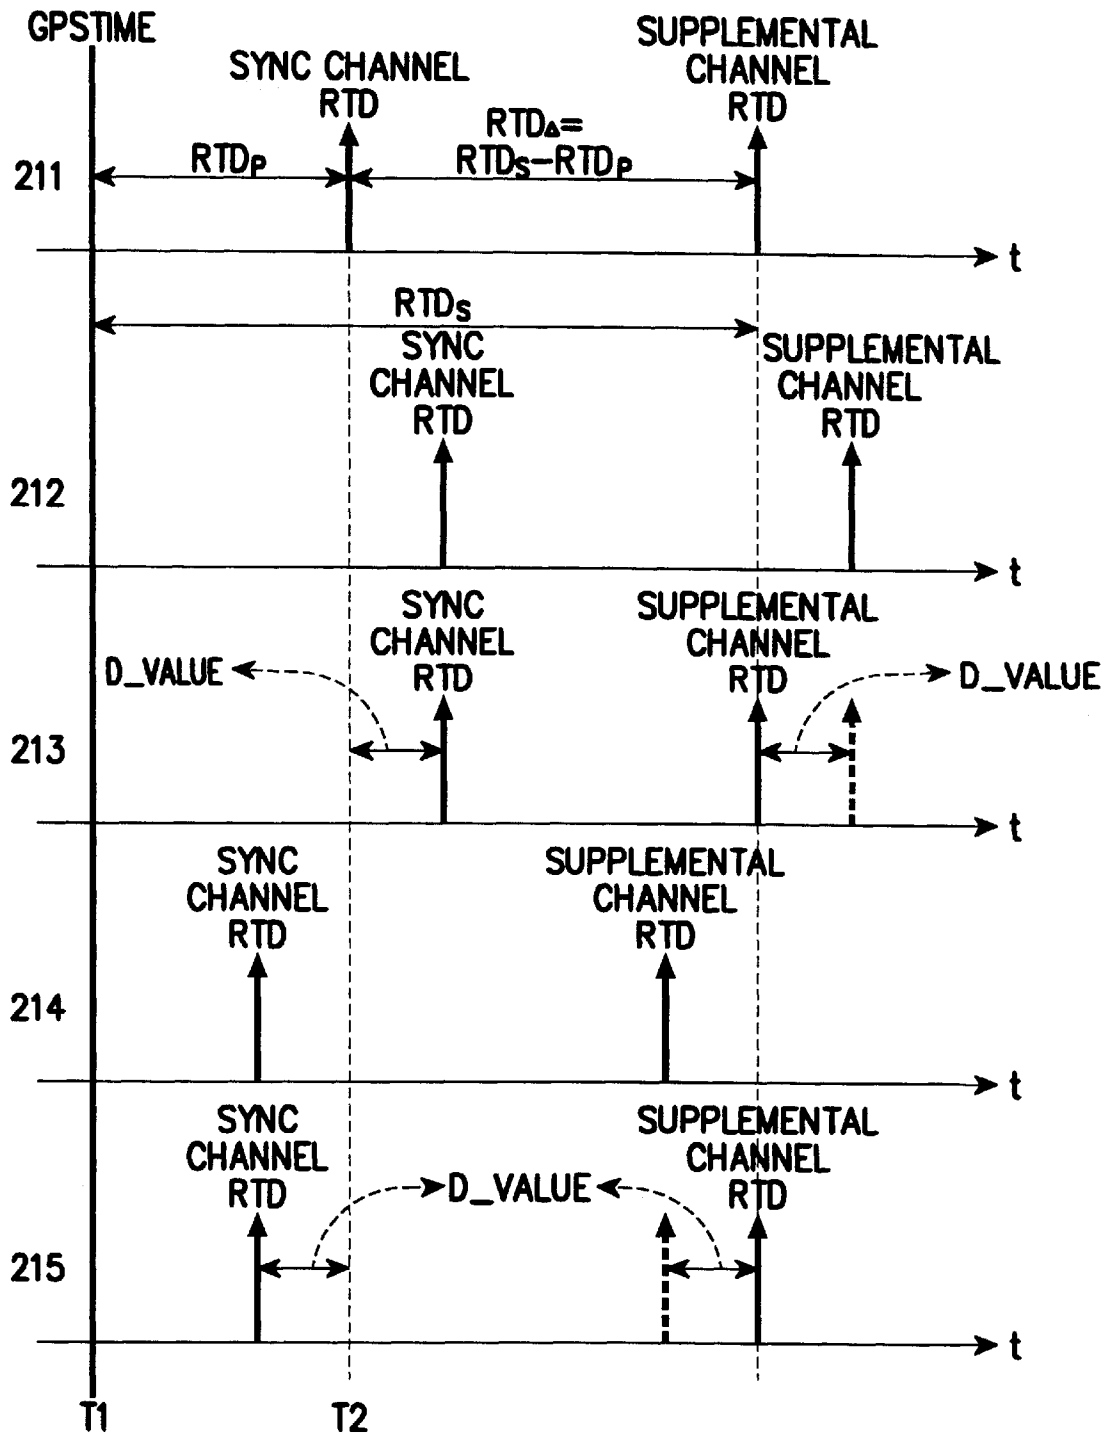 GPSTIME
SYNC CHANNEL
RTD
SUPPLEMENTAL
CHANNEL
RTD
211
RTDP
RTD△=
RTDS-RTDP
t
RTDS
212
SYNC
CHANNEL
RTD
SUPPLEMENTAL
CHANNEL
RTD
t
213
D_VALUE
SYNC
CHANNEL
RTD
SUPPLEMENTAL
CHANNEL
RTD
D_VALUE
t
214
SYNC
CHANNEL
RTD
SUPPLEMENTAL
CHANNEL
RTD
t
215
SYNC
CHANNEL
RTD
D_VALUE
SUPPLEMENTAL
CHANNEL
RTD
t
T1
T2